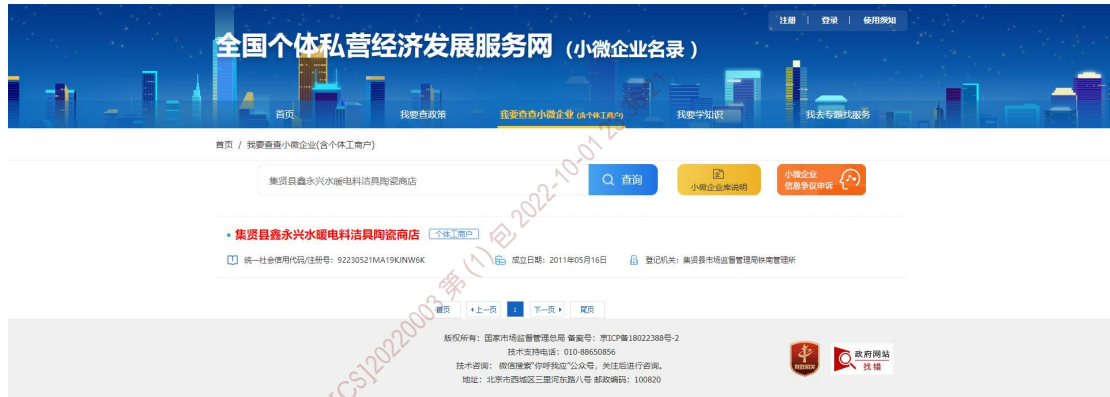 注册 | 登录 | 使用须知
全国个体私营经济发展服务网 (小微企业名录)
首页 我要查政策 我要查查小微企业(含个体工商户) 我要学知识 我去专题找服务
首页 / 我要查查小微企业(含个体工商户)
集贤县鑫永兴水暖电料洁具陶瓷商店 查询 小微企业库说明 小微企业
信息争议申诉
集贤县鑫永兴水暖电料洁具陶瓷商店 个体工商户
统一社会信用代码/注册号: 92230521MA19KJNW6K 成立日期: 2011年05月16日 登记机关: 集贤县市场监督管理局铁南管理所
首页 上一页 1 下一页 尾页
版权所有: 国家市场监督管理总局 备案号: 京ICP备18022388号-2
技术支持电话: 010-88650856
技术咨询: 微信搜索"你呼我应"公众号, 关注后进行咨询。
地址: 北京市西城区三里河东路八号 邮政编码: 100820
政府网站
找错
[CS]20220003 第(1)包 2022-10-01